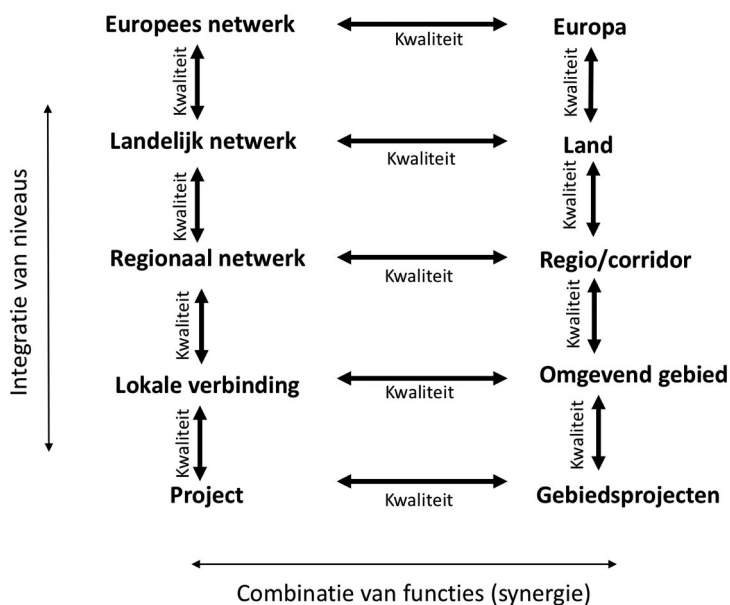 Europees netwerk
Kwaliteit
Europa
Kwaliteit
Kwaliteit
Landelijk netwerk
Kwaliteit
Land
Kwaliteit
Kwaliteit
Regionaal netwerk
Kwaliteit
Regio/corridor
Kwaliteit
Kwaliteit
Lokale verbinding
Kwaliteit
Omgevend gebied
Kwaliteit
Kwaliteit
Project
Kwaliteit
Gebiedsprojecten
Integratie van niveaus
Combinatie van functies (synergie)